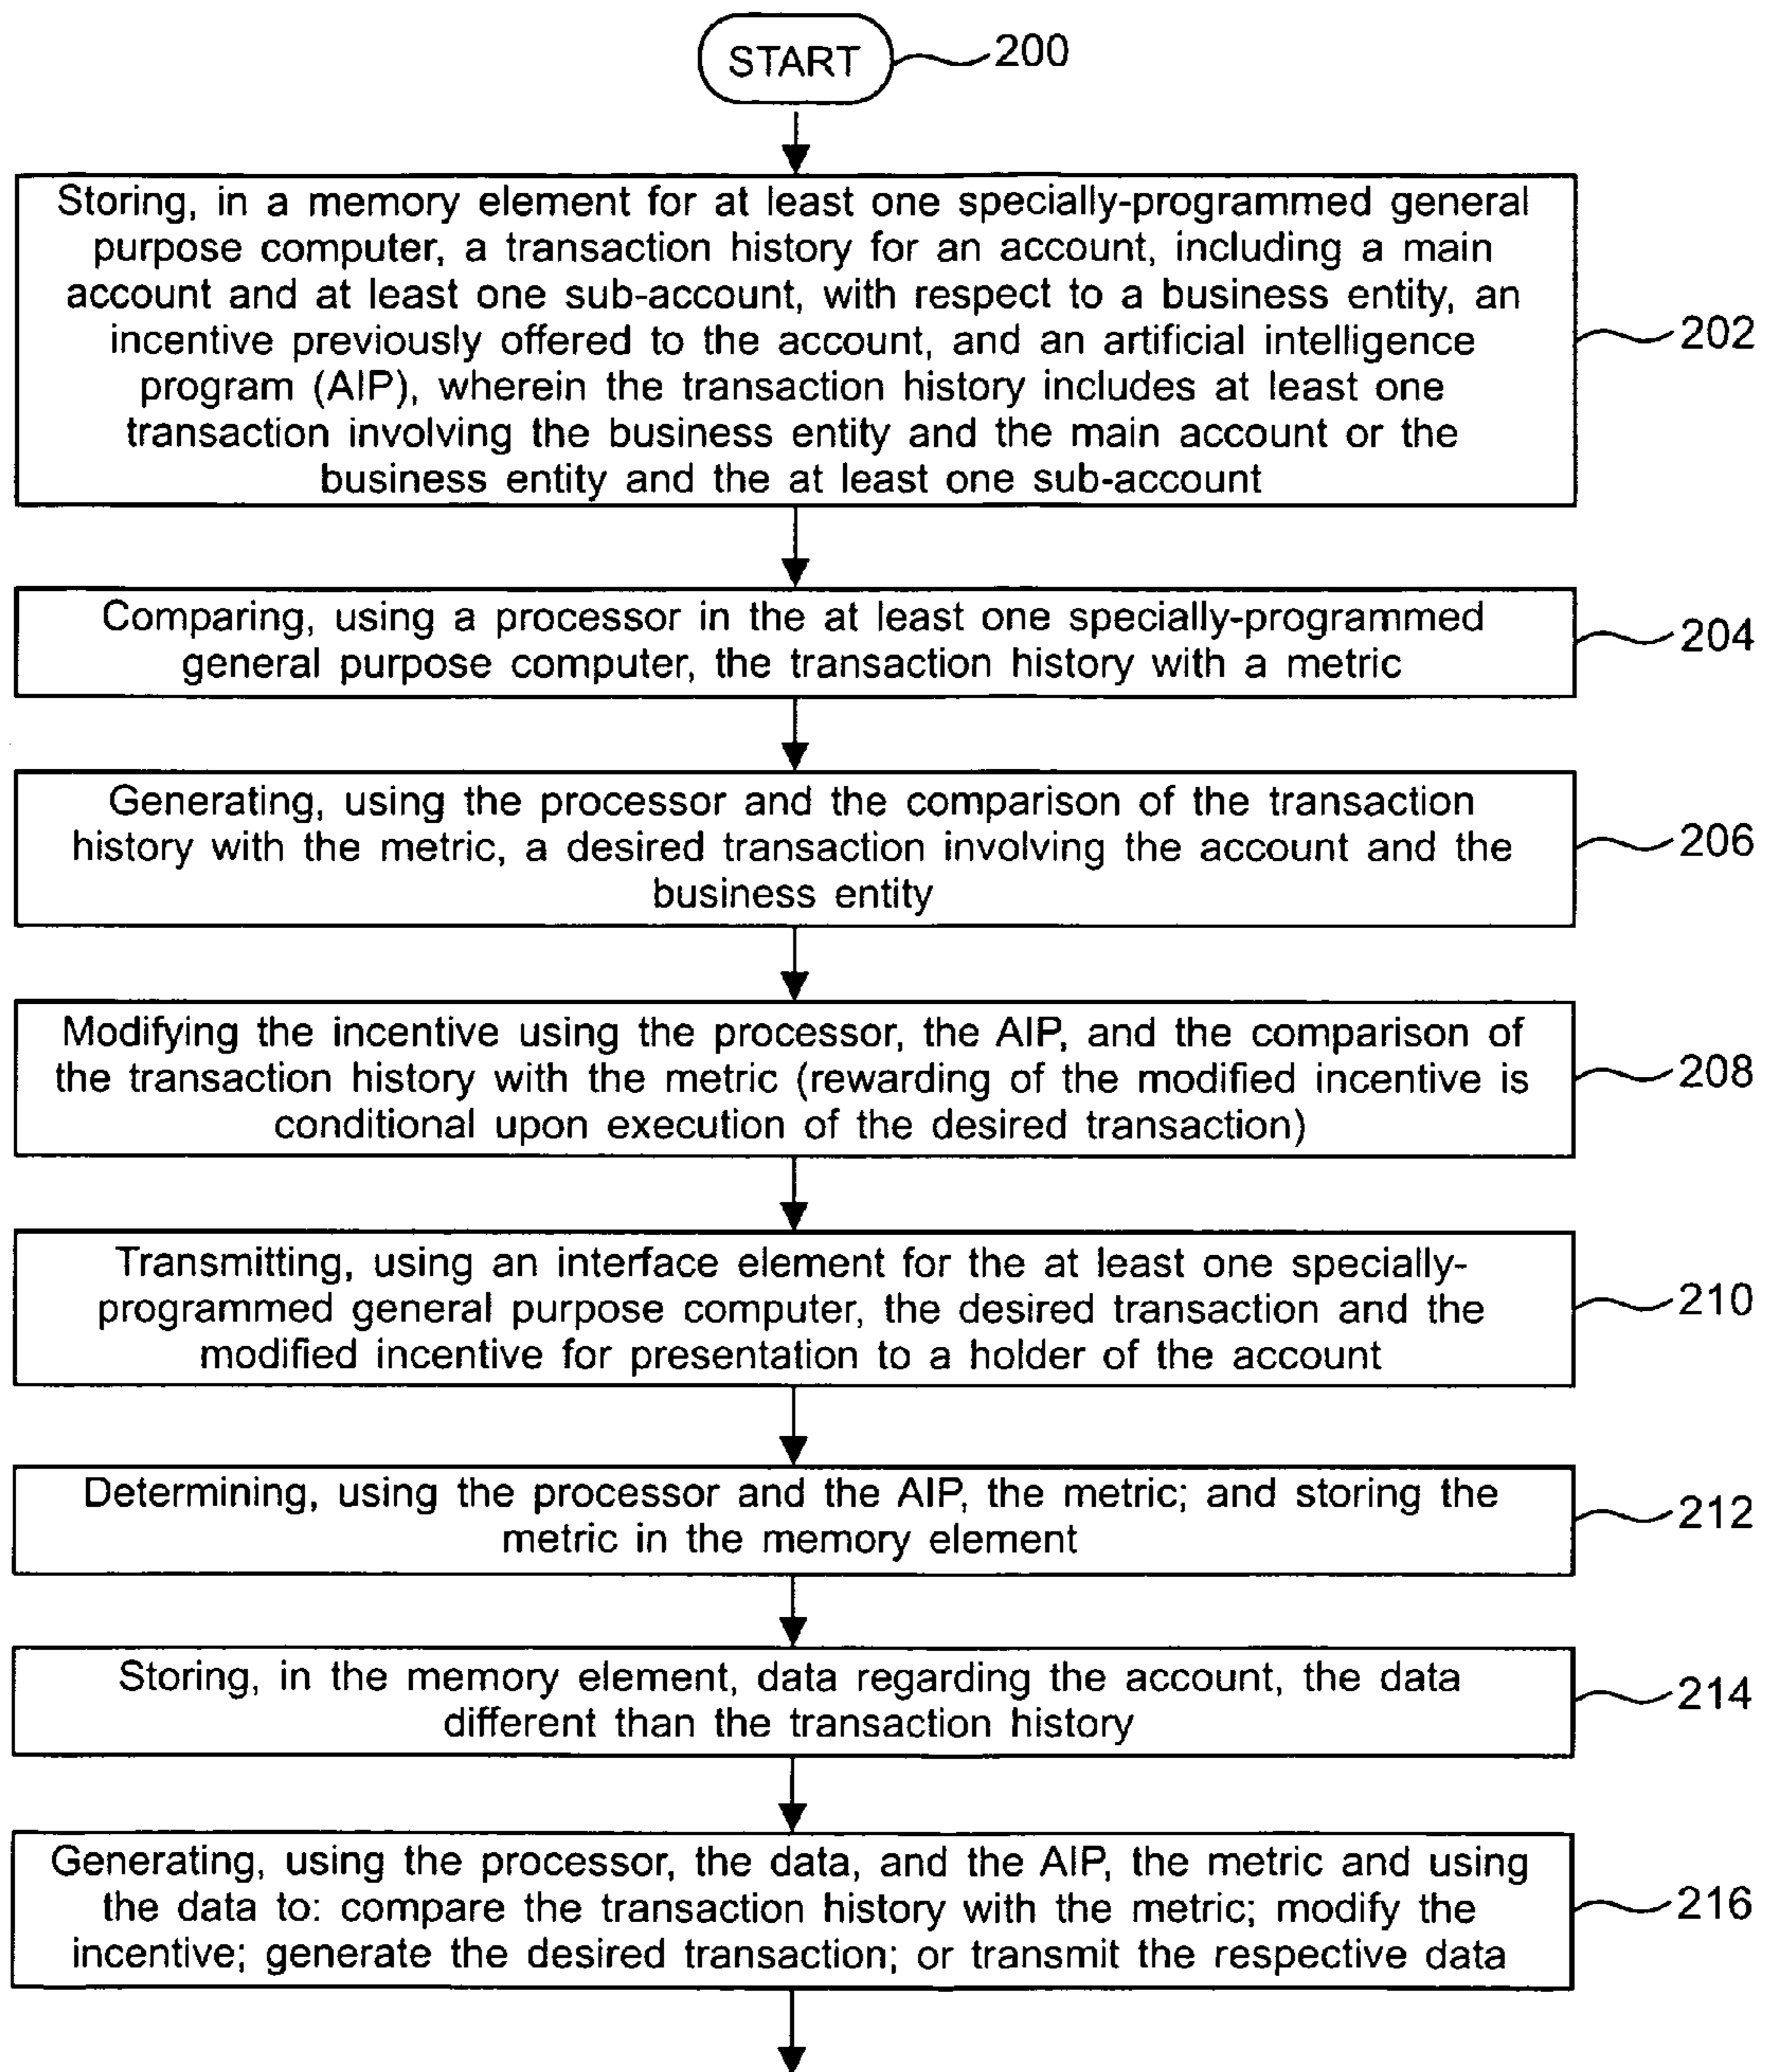 START
200
Storing, in a memory element for at least one specially-programmed general
purpose computer, a transaction history for an account, including a main
account and at least one sub-account, with respect to a business entity, an
incentive previously offered to the account, and an artificial intelligence
program (AIP), wherein the transaction history includes at least one
transaction involving the business entity and the main account or the
business entity and the at least one sub-account
202
Comparing, using a processor in the at least one specially-programmed
general purpose computer, the transaction history with a metric
204
Generating, using the processor and the comparison of the transaction
history with the metric, a desired transaction involving the account and the
business entity
206
Modifying the incentive using the processor, the AIP, and the comparison of
the transaction history with the metric (rewarding of the modified incentive is
conditional upon execution of the desired transaction)
208
Transmitting, using an interface element for the at least one specially-
programmed general purpose computer, the desired transaction and the
modified incentive for presentation to a holder of the account
210
Determining, using the processor and the AIP, the metric; and storing the
metric in the memory element
212
Storing, in the memory element, data regarding the account, the data
different than the transaction history
214
Generating, using the processor, the data, and the AIP, the metric and using
the data to: compare the transaction history with the metric; modify the
incentive; generate the desired transaction; or transmit the respective data
216